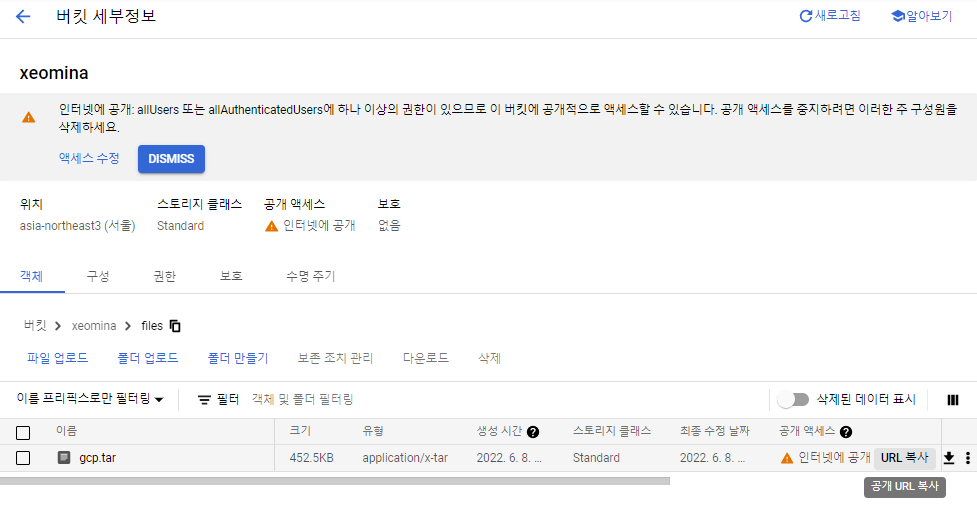 버킷 세부정보
새로고침
알아보기
xeomina
인터넷에 공개: allUsers 또는 allAuthenticatedUsers에 하나 이상의 권한이 있으므로 이 버킷에 공개적으로 액세스할 수 있습니다. 공개 액세스를 중지하려면 이러한 주 구성원을
삭제하세요.
액세스 수정 DISMISS
위치 스토리지 클래스 공개 액세스 보호
asia-northeast3 (서울) Standard 인터넷에 공개 없음
객체 구성 권한 보호 수명 주기
버킷 > xeomina > files
파일 업로드 폴더 업로드 폴더 만들기 보존 조치 관리 다운로드 삭제
이름 프리픽스로만 필터링 필터 객체 및 폴더 필터링 삭제된 데이터 표시
이름 크기 유형 생성 시간 스토리지 클래스 최종 수정 날짜 공개 액세스
gcp.tar 452.5KB application/x-tar 2022. 6. 8. ... Standard 2022. 6. 8. ... 인터넷에 공개 URL 복사
공개 URL 복사